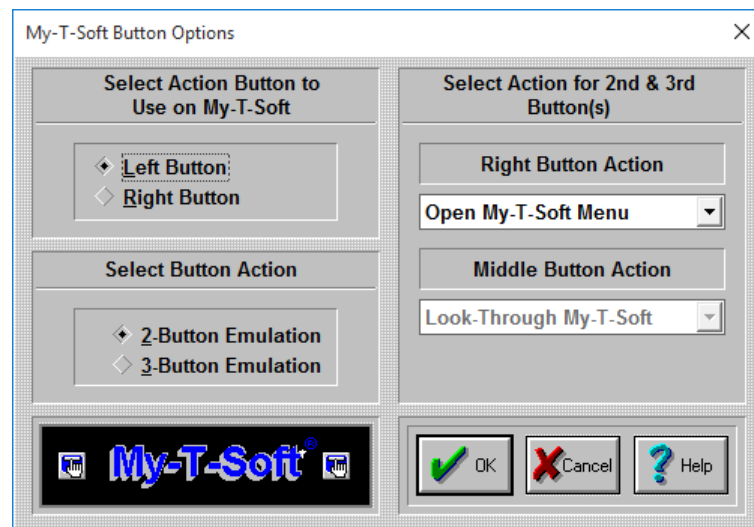 My-T-Soft Button Options
Select Action Button to
Use on My-T-Soft
Left Button
Right Button
Select Button Action
2-Button Emulation
3-Button Emulation
My-T-Soft®
Select Action for 2nd & 3rd
Button(s)
Right Button Action
Open My-T-Soft Menu
Middle Button Action
Look-Through My-T-Soft
OK
Cancel
Help